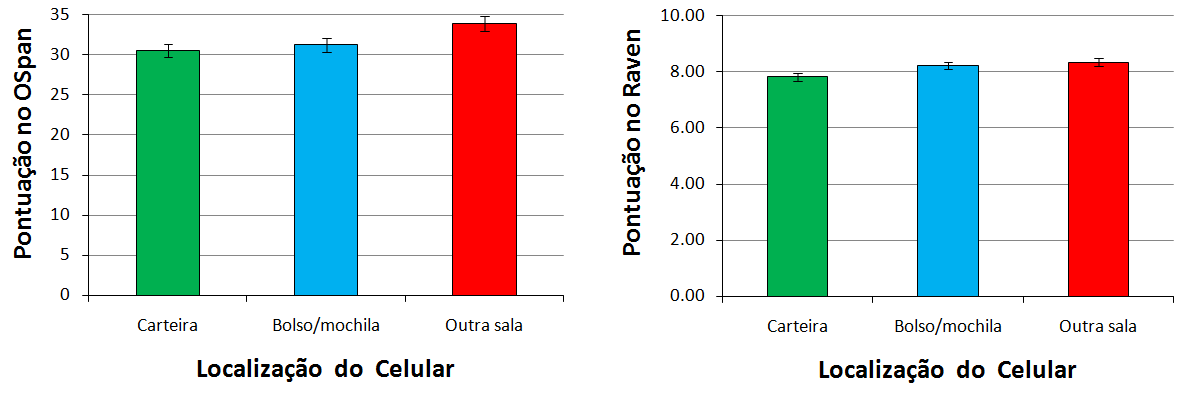 Pontuação no OSpan
35
30
25
20
15
10
5
0
Carteira Bolso/mochila Outra sala
Localização do Celular
Pontuação no Raven
10.00
8.00
6.00
4.00
2.00
0.00
Carteira Bolso/mochila Outra sala
Localização do Celular